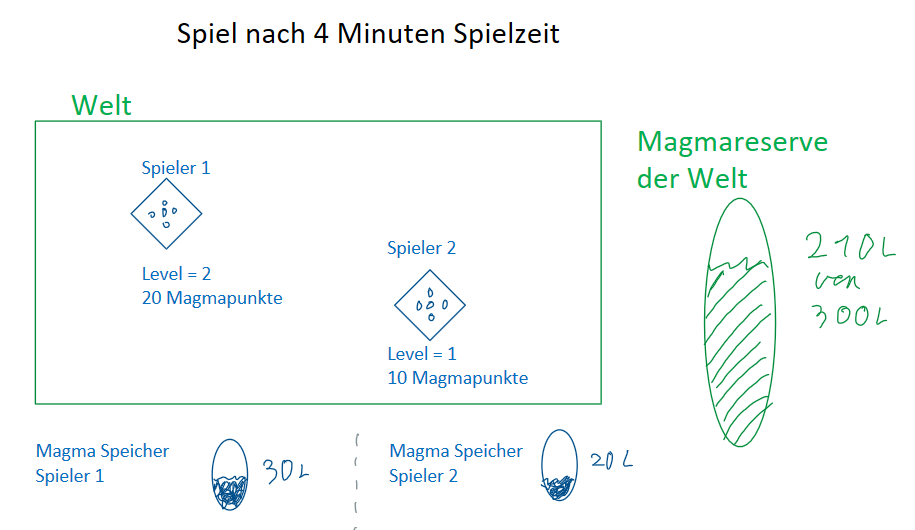 Spiel nach 4 Minuten Spielzeit
Welt
Magmareserve
der Welt
Spieler 1
Level = 2
20 Magmapunkte
Spieler 2
Level = 1
10 Magmapunkte
210L
von
300L
Magma Speicher
Spieler 1
30L
Magma Speicher
Spieler 2
20L